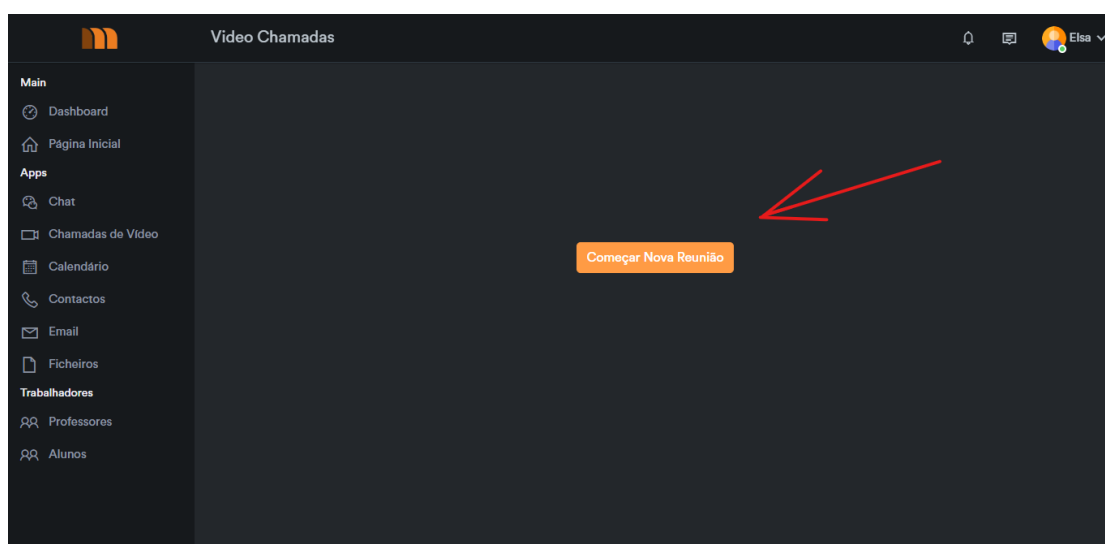 Video Chamadas
Elsa
Main
Dashboard
Página Inicial
Apps
Chat
Chamadas de Vídeo
Calendário
Contactos
Email
Ficheiros
Trabalhadores
Professores
Alunos
Começar Nova Reunião